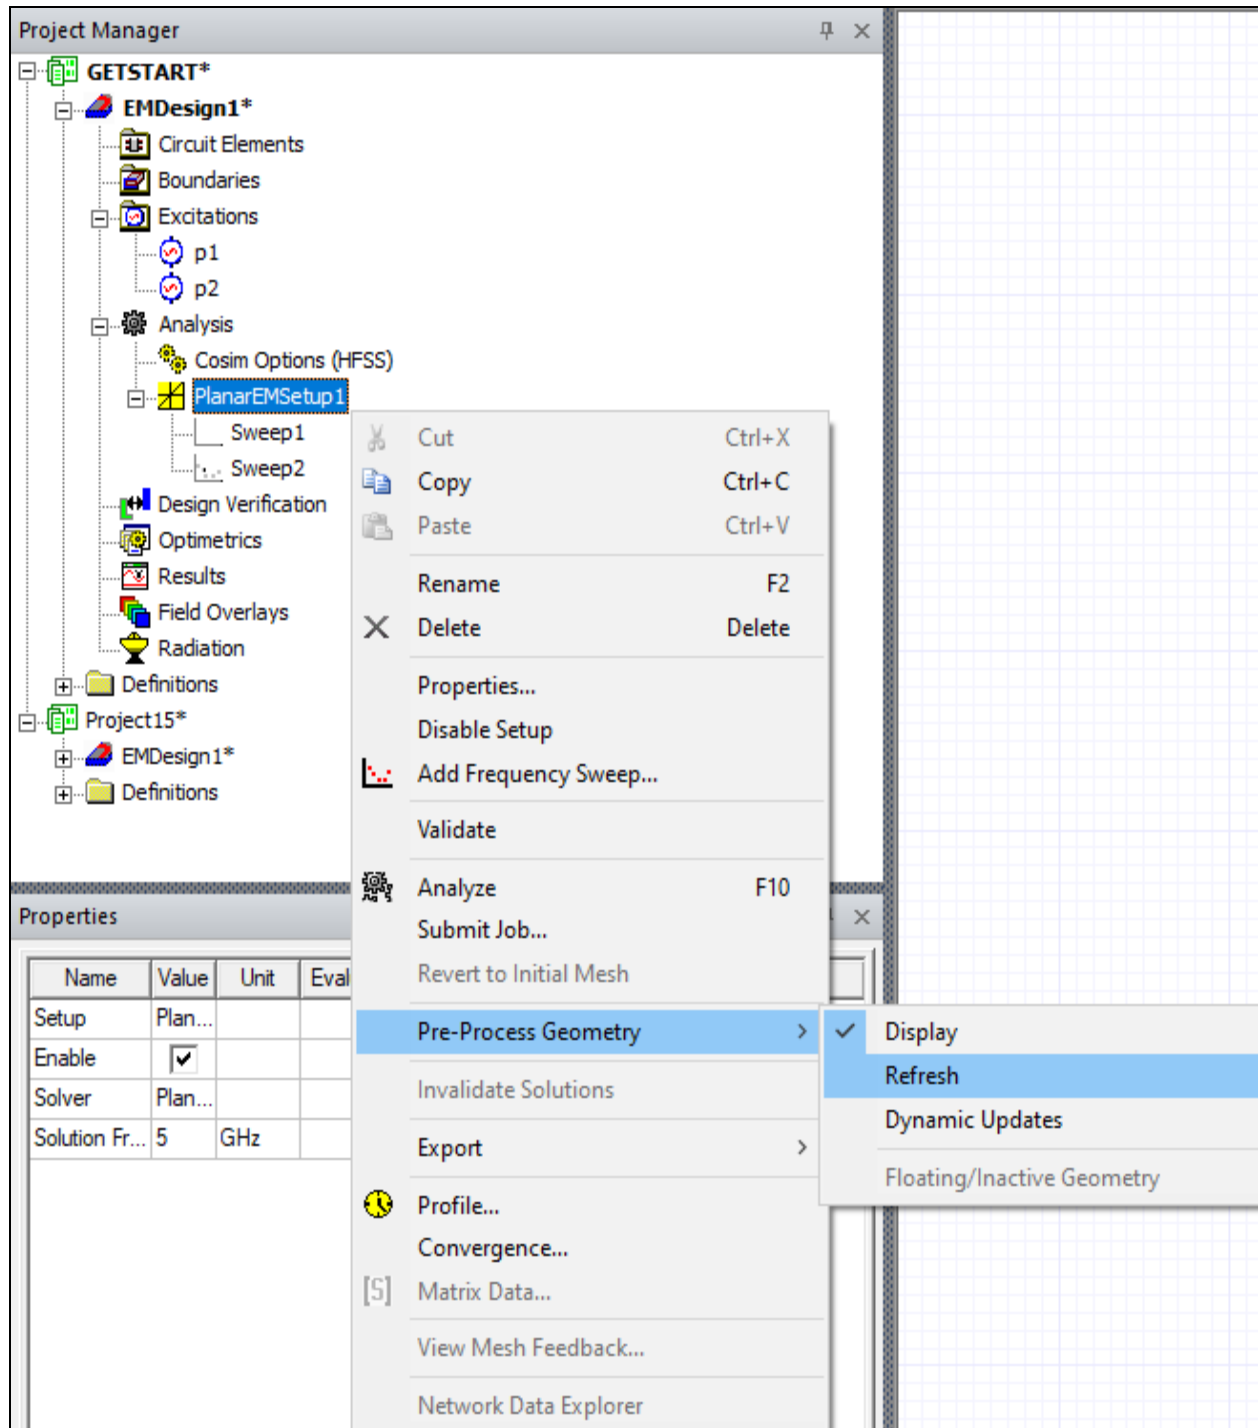 Project Manager
GETSTART*
EMDesign1*
Circuit Elements
Boundaries
Excitations
p1
p2
Analysis
Cosim Options (HFSS)
PlanarEMSetup1
Sweep1
Sweep2
Design Verification
Optimetrics
Results
Field Overlays
Radiation
Definitions
Project15*
EMDesign1*
Definitions
Cut Ctrl+X
Copy Ctrl+C
Paste Ctrl+V
Rename F2
Delete Delete
Properties...
Disable Setup
Add Frequency Sweep...
Validate
Analyze F10
Submit Job...
Revert to Initial Mesh
Pre-Process Geometry
Invalidate Solutions
Export
Profile...
Convergence...
[S] Matrix Data...
View Mesh Feedback...
Network Data Explorer
Display
Refresh
Dynamic Updates
Floating/Inactive Geometry
Properties
Name Value Unit Eval
Setup Plan...
Enable
Solver Plan...
Solution Fr... 5 GHz